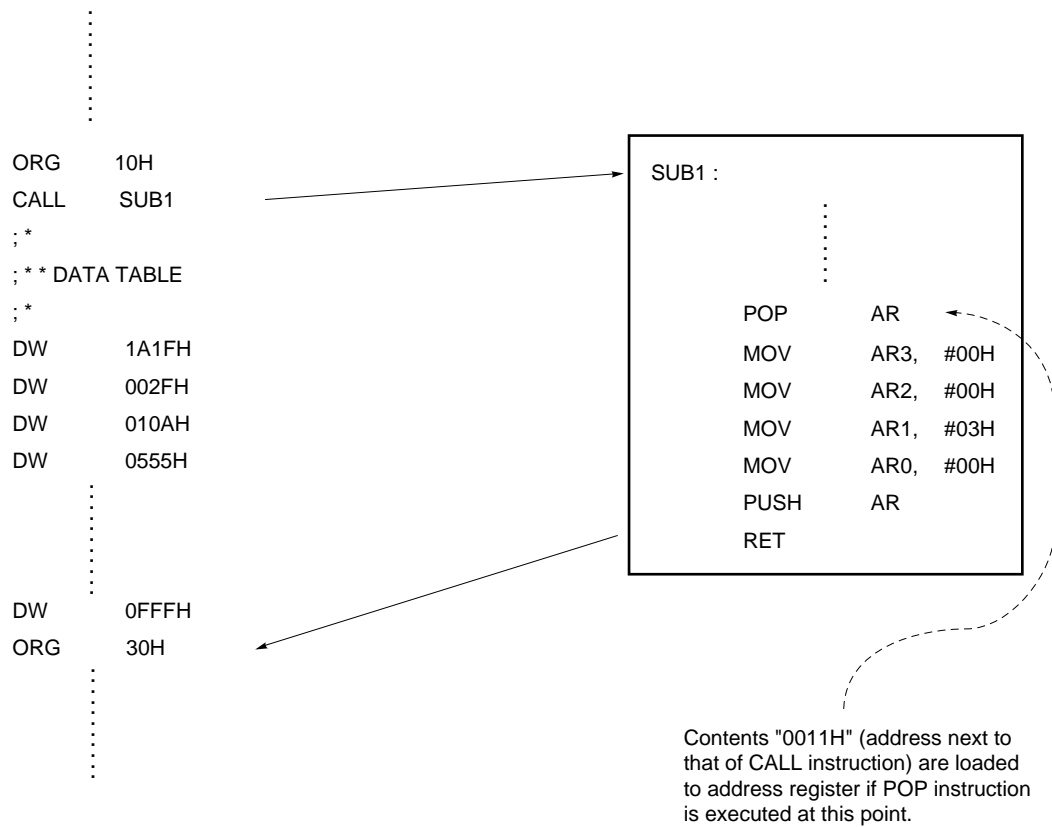 ORG 10H
CALL SUB1
; *
; * * DATA TABLE
; *
DW 1A1FH
DW 002FH
DW 010AH
DW 0555H
DW 0FFFH
ORG 30H
SUB1 :
POP AR
MOV AR3, #00H
MOV AR2, #00H
MOV AR1, #03H
MOV AR0, #00H
PUSH AR
RET
Contents "0011H" (address next to
that of CALL instruction) are loaded
to address register if POP instruction
is executed at this point.